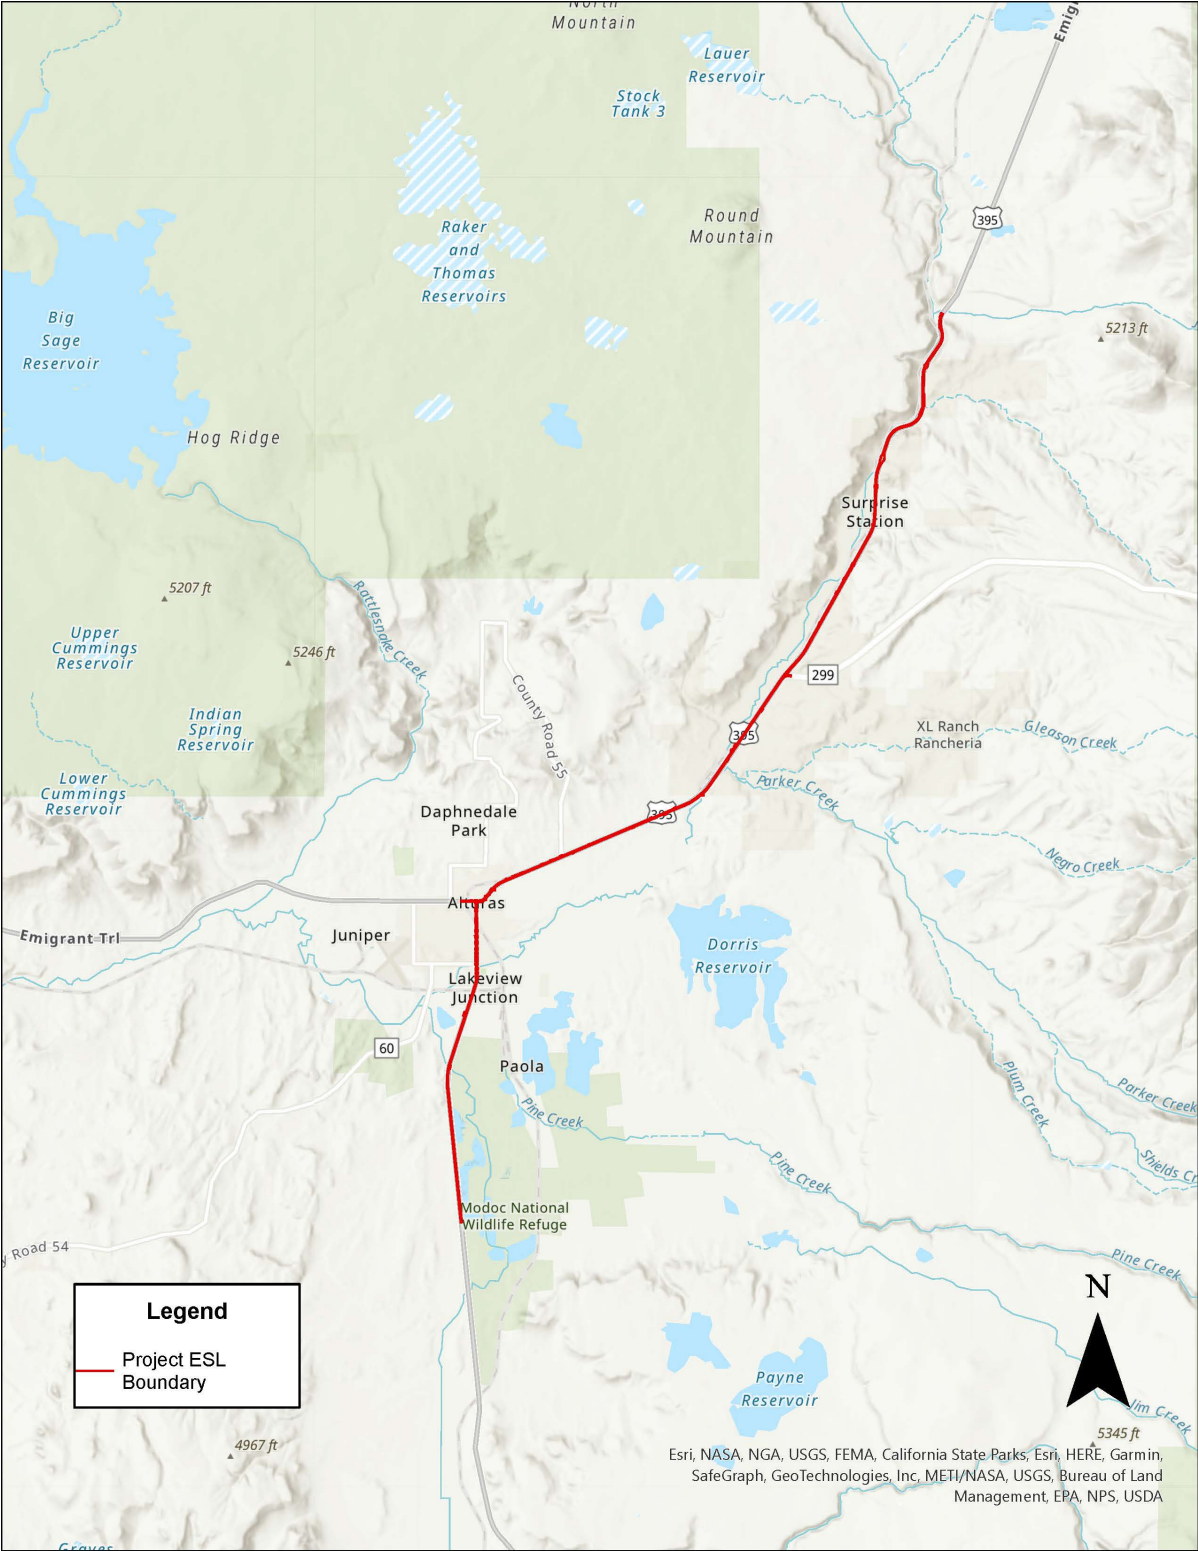 North
Mountain
Emigr
Lauer
Reservoir
Stock
Tank 3
Round
Mountain
395
Raker
and
Thomas
Reservoirs
Big
Sage
Reservoir
5213 ft
Hog Ridge
Surprise
Station
5207 ft
Rattlesnake Creek
Upper
Cummings
Reservoir
5246 ft
299
County Road 55
Indian
Spring
Reservoir
XL Ranch
Rancheria
Gleason Creek
395
Lower
Cummings
Reservoir
Parker Creek
Daphnedale
Park
395
Negro Creek
Alturas
Emigrant Trl
Juniper
Dorris
Reservoir
Lakeview
Junction
60
Paola
Plum Creek
Parker Creek
Pine Creek
Pine Creek
Shields Cr
Modoc National
Wildlife Refuge
y Road 54
Pine Creek
N
Legend
Project ESL
Boundary
Payne
Reservoir
Jim Creek
4967 ft
5345 ft
Esri, NASA, NGA, USGS, FEMA, California State Parks, Esri, HERE, Garmin,
SafeGraph, GeoTechnologies, Inc, METI/NASA, USGS, Bureau of Land
Management, EPA, NPS, USDA
Graves